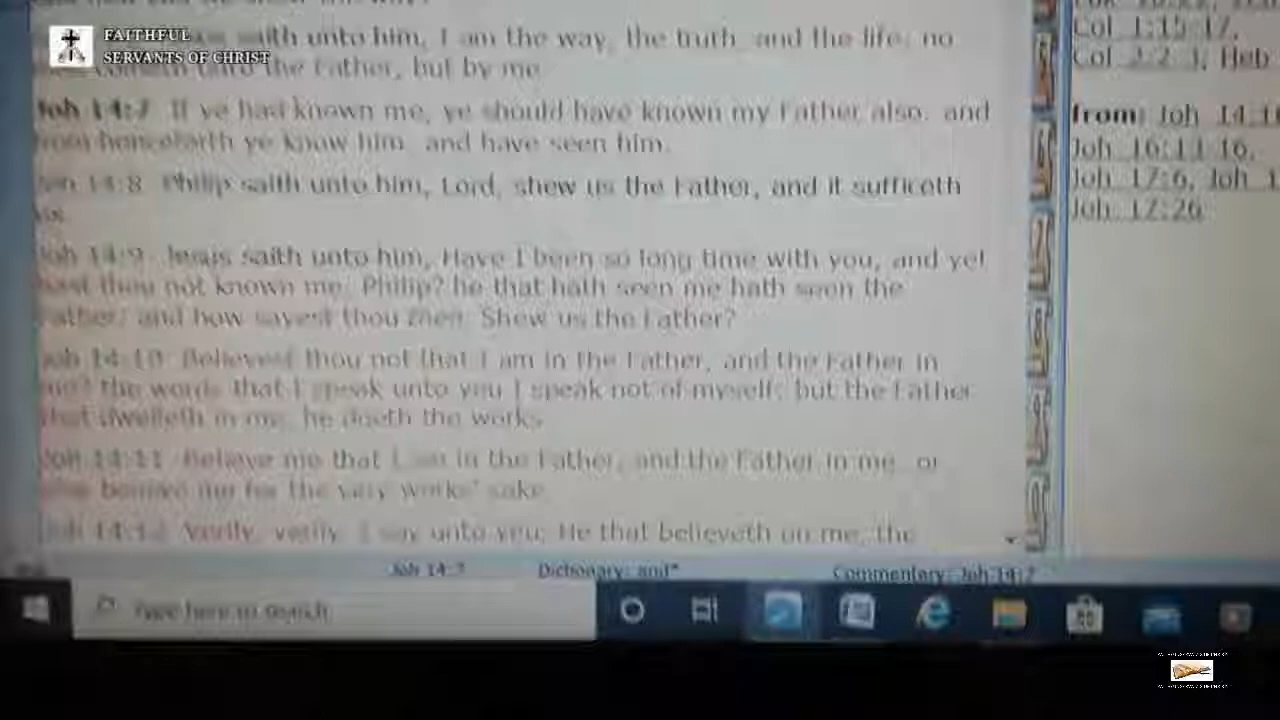 FAITHFUL
SERVANTS OF CHRIST
saith unto him, I am the way, the truth, and the life: no
cometh unto the Father, but by me.
Joh 14:7 If ye had known me, ye should have known my Father also: and
from henceforth ye know him, and have seen him.
Joh 14:8 Philip saith unto him, Lord, shew us the Father, and it sufficeth
us.
Joh 14:9 Jesus saith unto him, Have I been so long time with you, and yet
hast thou not known me, Philip? he that hath seen me hath seen the
Father; and how sayest thou then, Shew us the Father?
Joh 14:10 Believest thou not that I am in the Father, and the Father in
me? the words that I speak unto you I speak not of myself: but the Father
that dwelleth in me, he doeth the works.
Joh 14:11 Believe me that I am in the Father, and the Father in me: or
else believe me for the very works' sake.
Joh 14:12 Verily, verily, I say unto you, He that believeth on me, the
Col 1:15-17,
Col 2:2-3, Heb
from: Joh 14:1
Joh 16:13-16,
Joh 17:6, Joh 1
Joh 17:26
Joh 14:7 Dictionary: and* Commentary: Joh 14:7
Type here to search